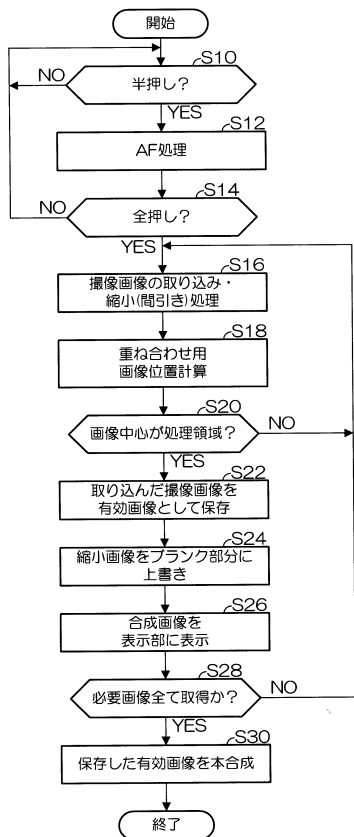 開始
S10
NO
半押し?
YES
S12
AF処理
S14
NO
全押し?
YES
S16
撮像画像の取り込み・
縮小(間引き)処理
S18
重ね合わせ用
画像位置計算
S20
画像中心が処理領域?
NO
YES
S22
取り込んだ撮像画像を
有効画像として保存
S24
縮小画像をブランク部分に
上書き
S26
合成画像を
表示部に表示
S28
必要画像全て取得か?
NO
YES
S30
保存した有効画像を本合成
終了